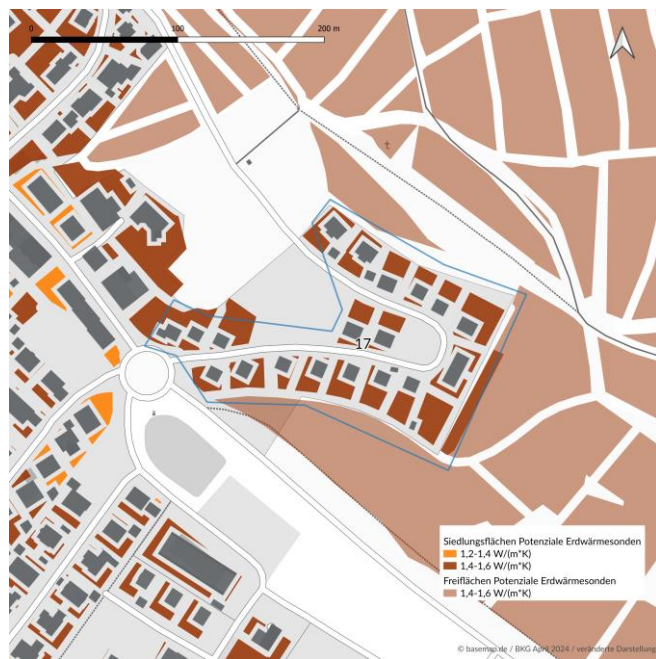 0 100 200 m
t
17
Siedlungsflächen Potenziale Erdwärmesonden
1,2-1,4 W/(m*K)
1,4-1,6 W/(m*K)
Freiflächen Potenziale Erdwärmesonden
1,4-1,6 W/(m*K)
© basemap.de / BKG April 2024 / veränderte Darstellung